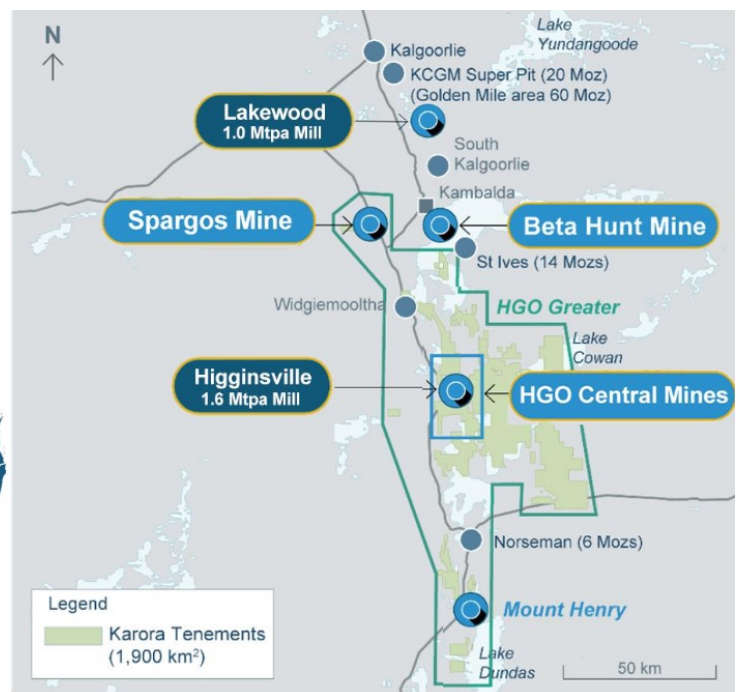 Lake
Yundangoode
N
Kalgoorlie
KCGM Super Pit (20 Moz)
(Golden Mile area 60 Moz)
Lakewood
1.0 Mtpa Mill
South
Kalgoorlie
Kambalda
Spargos Mine
Beta Hunt Mine
St Ives (14 Mozs)
Widgiemooltha
HGO Greater
Lake
Cowan
Higginsville
1.6 Mtpa Mill
HGO Central Mines
Norseman (6 Mozs)
Legend
Karora Tenements
(1,900 km²)
Mount Henry
Lake
Dundas
50 km